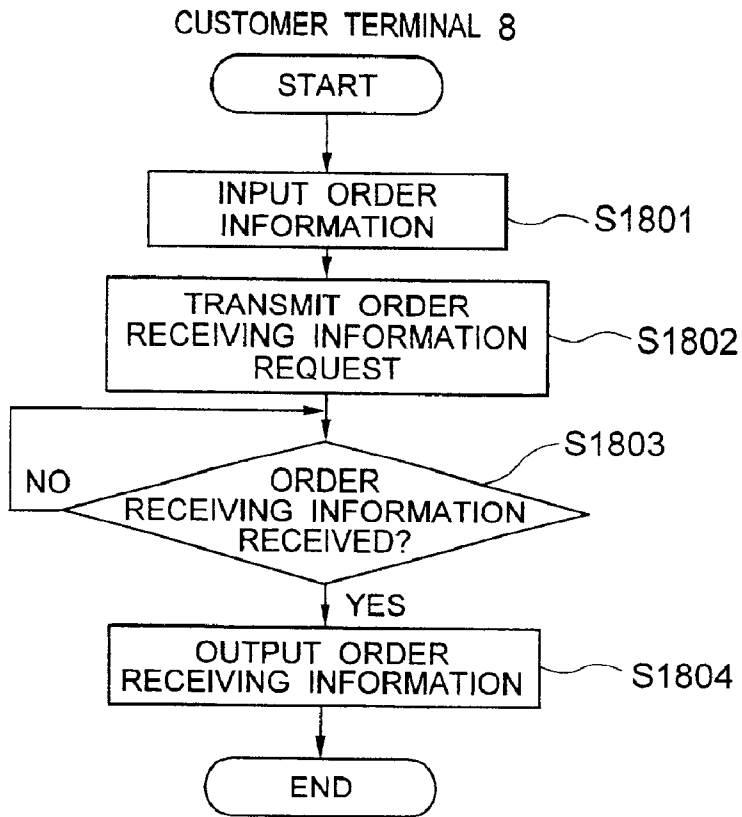 CUSTOMER TERMINAL 8
START
INPUT ORDER
INFORMATION
S1801
TRANSMIT ORDER
RECEIVING INFORMATION
REQUEST
S1802
S1803
NO
ORDER
RECEIVING INFORMATION
RECEIVED?
YES
OUTPUT ORDER
RECEIVING INFORMATION
S1804
END